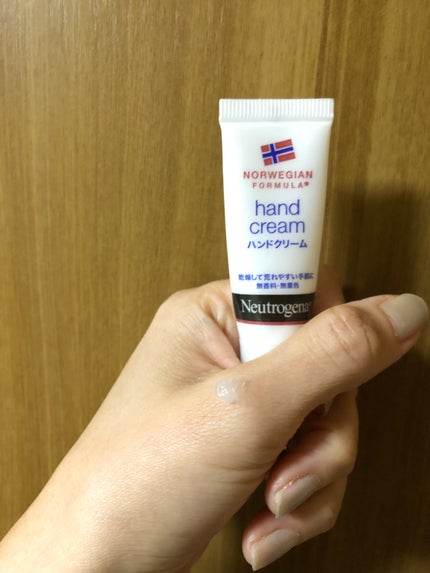 NORWEGIAN
FORMULA®
hand
cream
ハンドクリーム
乾燥して荒れやすい手肌に
無香料・無着色
Neutrogena®